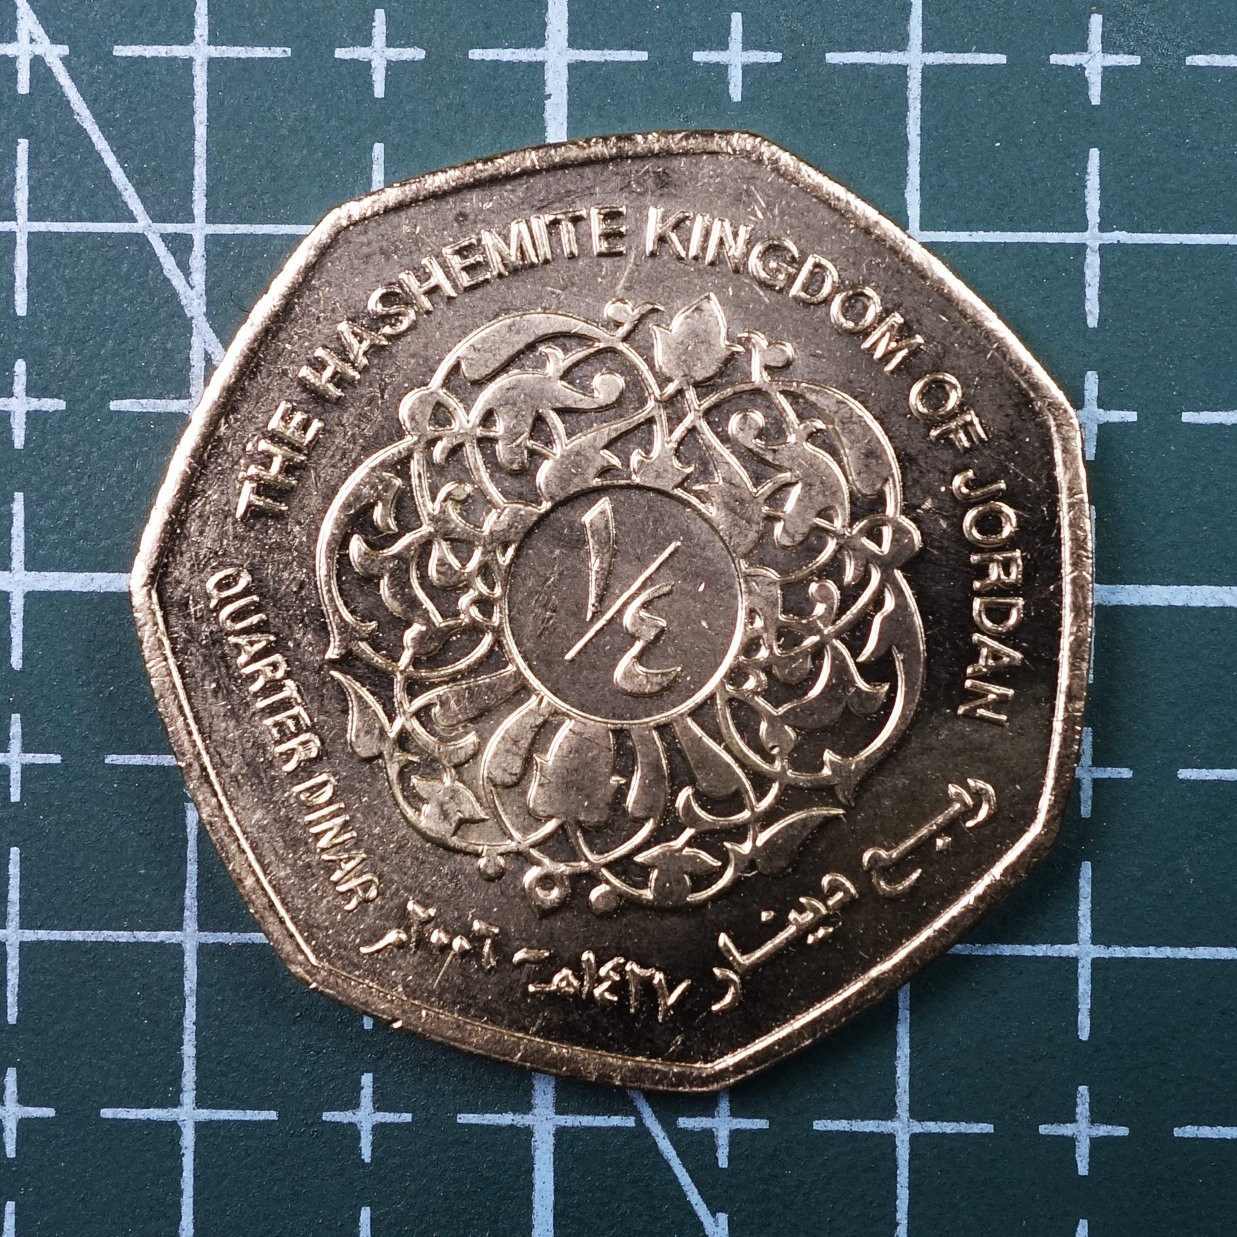 THE HASHEMITE KINGDOM OF JORDAN
١/٤
QUARTER DINAR
ربع دينار
١٤٢٧هـ - ٢٠٠٦م